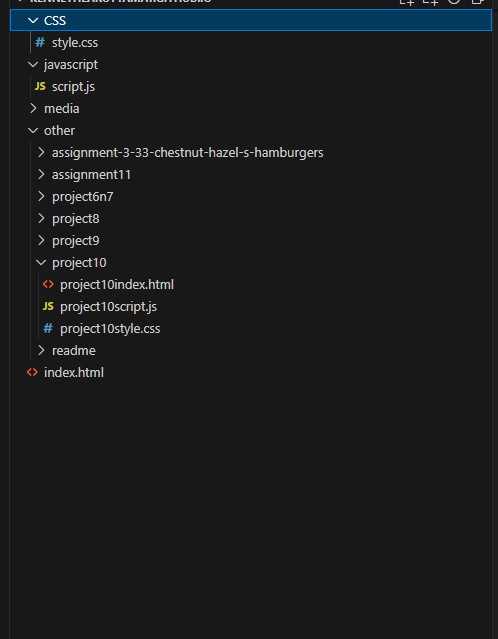 CSS
# style.css
javascript
JS script.js
media
other
assignment-3-33-chestnut-hazel-s-hamburgers
assignment11
project6n7
project8
project9
project10
<> project10index.html
JS project10script.js
# project10style.css
readme
<> index.html